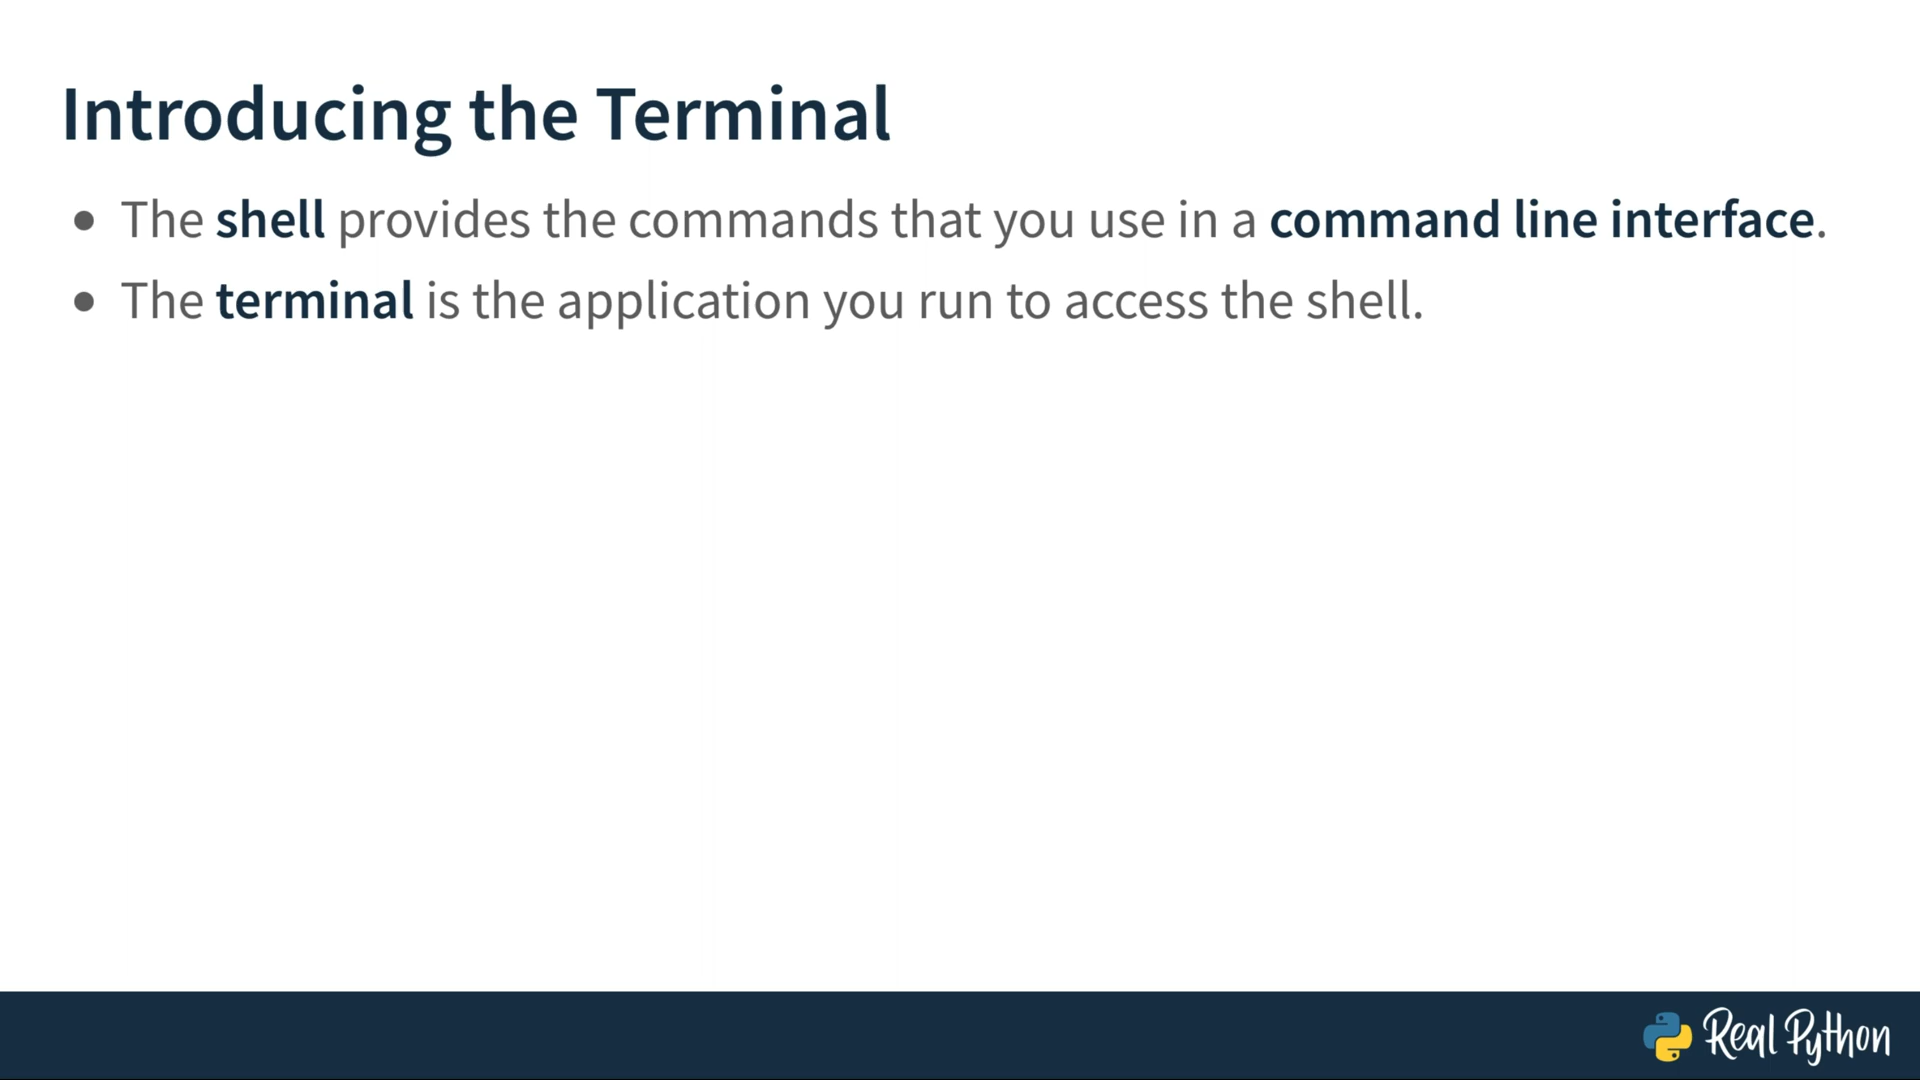 Introducing the Terminal
• The shell provides the commands that you use in a command line interface.
• The terminal is the application you run to access the shell.
Real Python